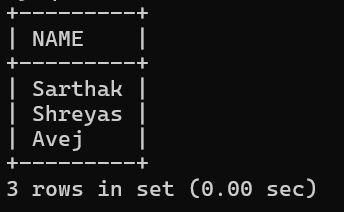 +---------+
| NAME    |
+---------+
| Sarthak |
| Shreyas |
| Avej    |
+---------+
3 rows in set (0.00 sec)